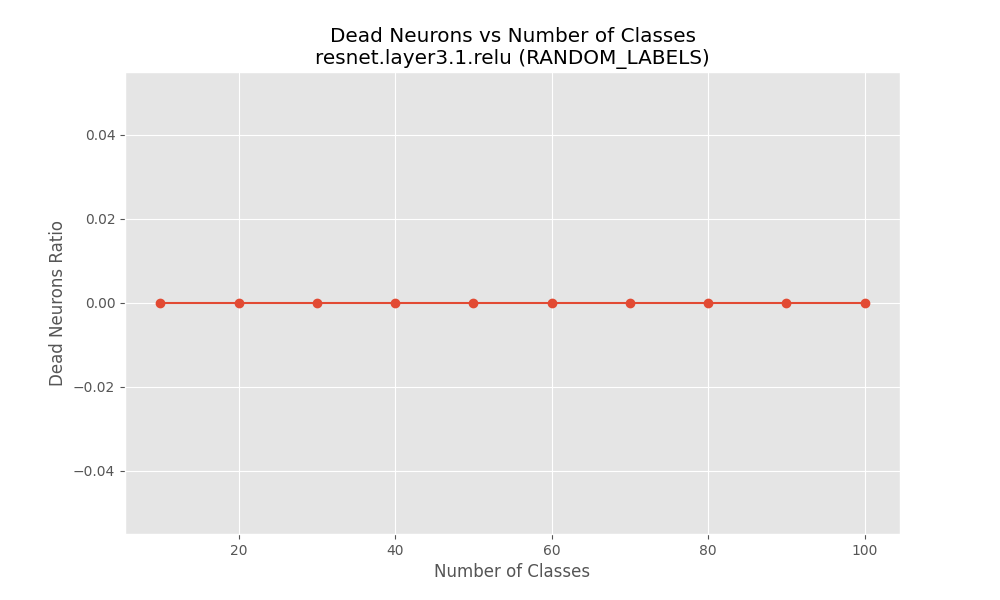 Dead Neurons vs Number of Classes
resnet.layer3.1.relu (RANDOM_LABELS)
Dead Neurons Ratio
0.04
0.02
0.00
−0.02
−0.04
20 40 60 80 100
Number of Classes